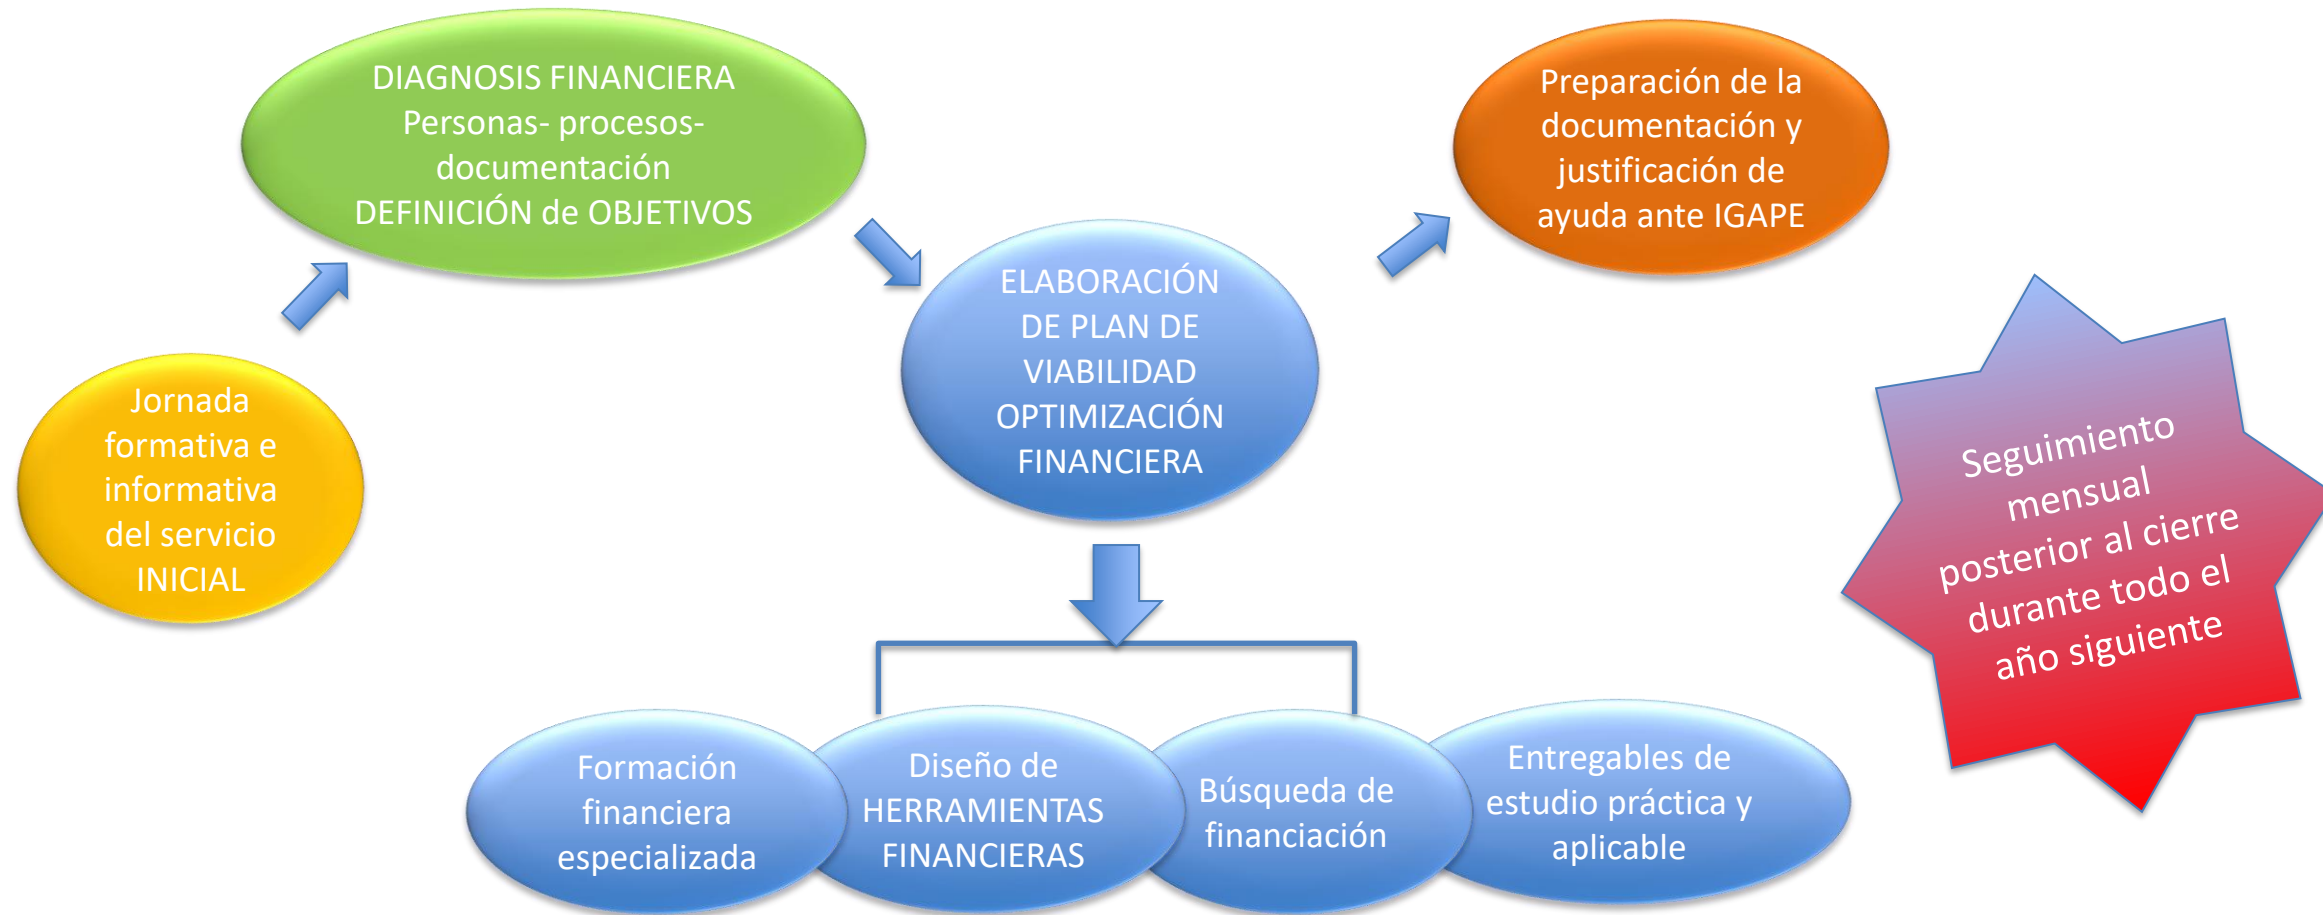 Jornada
formativa e
informativa
del servicio
INICIAL
DIAGNOSIS FINANCIERA
Personas- procesos-
documentación
DEFINICIÓN de OBJETIVOS
ELABORACIÓN
DE PLAN DE
VIABILIDAD
OPTIMIZACIÓN
FINANCIERA
Preparación de la
documentación y
justificación de
ayuda ante IGAPE
Formación
financiera
especializada
Diseño de
HERRAMIENTAS
FINANCIERAS
Búsqueda de
financiación
Entregables de
estudio práctica y
aplicable
Seguimiento
mensual
posterior al cierre
durante todo el
año siguiente